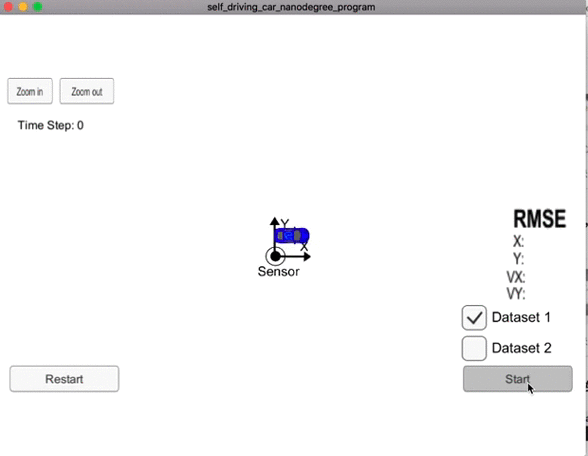 self_driving_car_nanodegree_program
Zoom in
Zoom out
Time Step: 0
Y
X
Sensor
RMSE
X:
Y:
VX:
VY:
Dataset 1
Dataset 2
Restart
Start